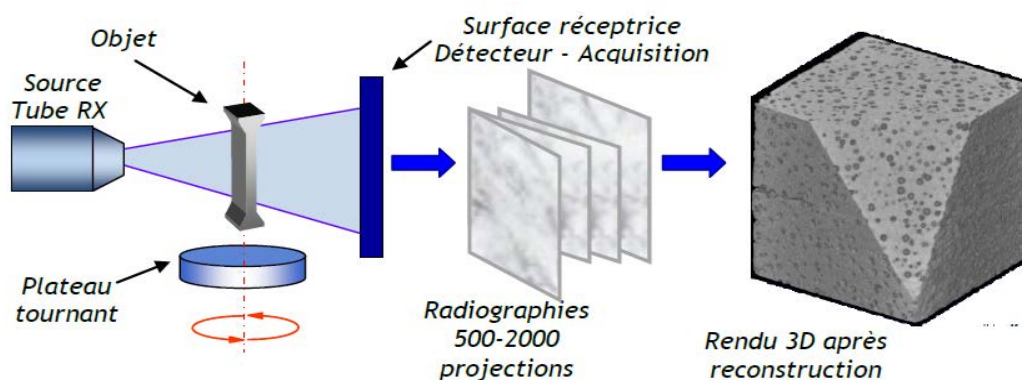 Objet
Source
Tube RX
Surface réceptrice
Détecteur - Acquisition
Plateau
tournant
Radiographies
500-2000
projections
Rendu 3D après
reconstruction